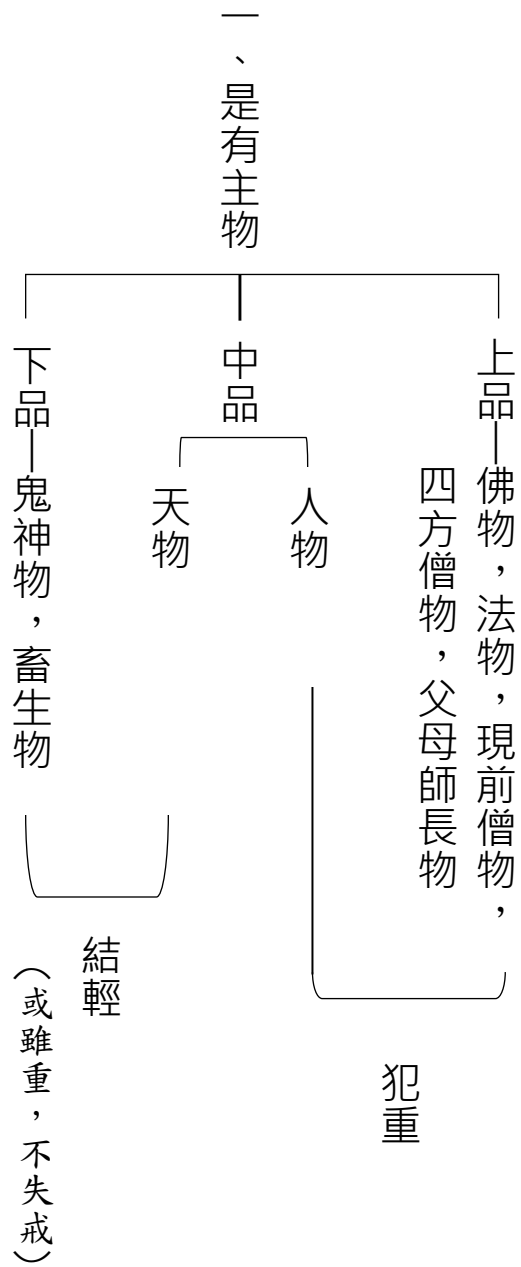 一、是有主物
上品—佛物，法物，現前僧物，
四方僧物，父母師長物
中品
人物
天物
下品—鬼神物，畜生物
犯重
結輕
（或雖重，不失戒）